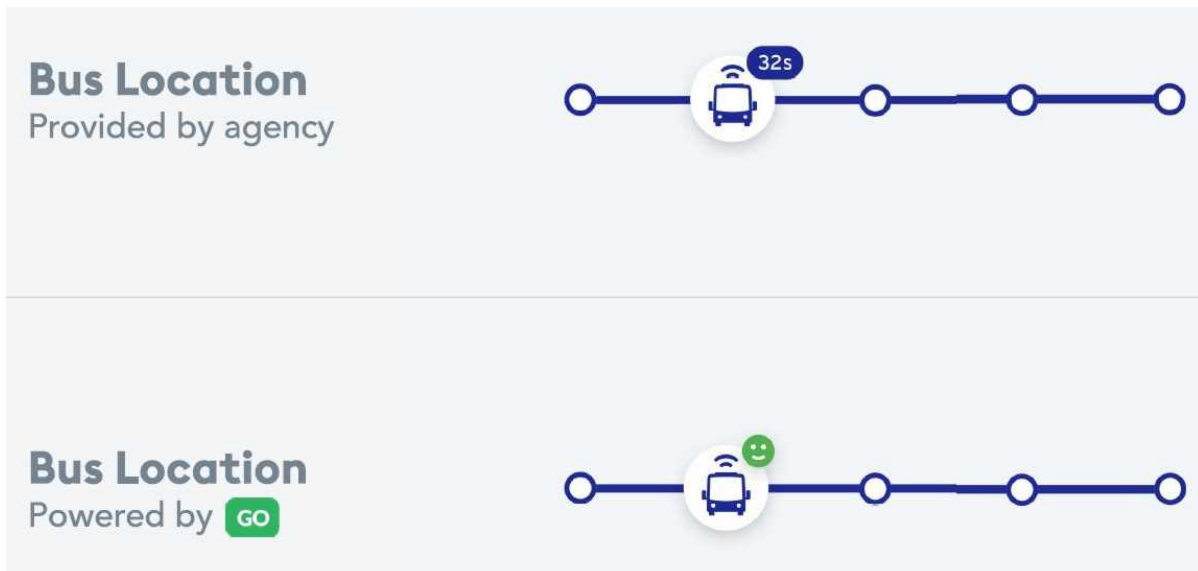 Bus Location
Provided by agency
32s
Bus Location
Powered by GO